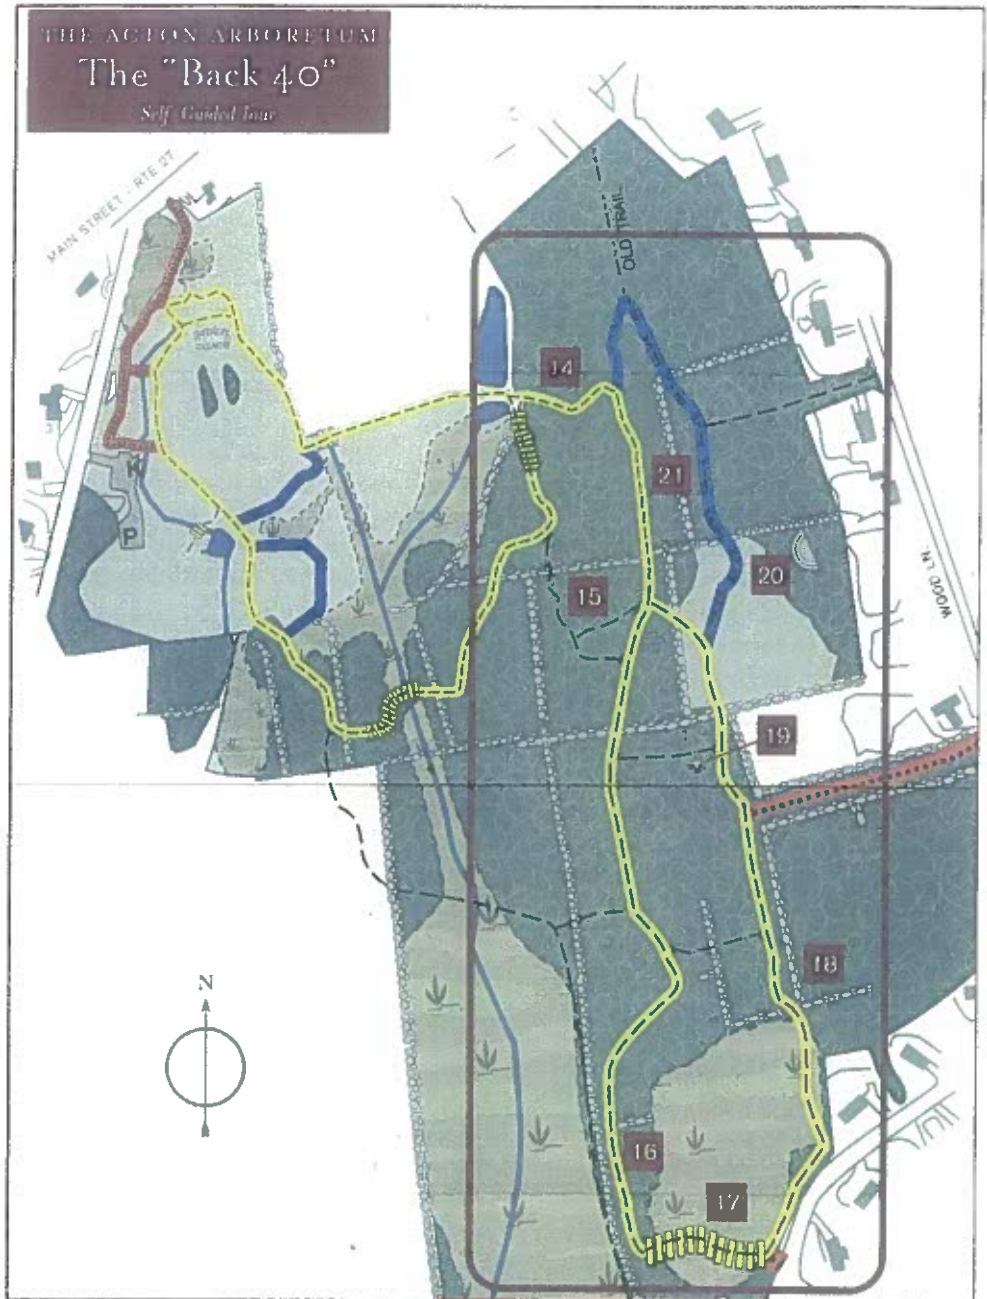 THE ACTON ARBORETUM
The "Back 40"
Self Guided Tour
MAIN STREET - RTE 27
OLD TRAIL
14
21
K
P
20
15
WOOD LN.
19
18
N
16
17